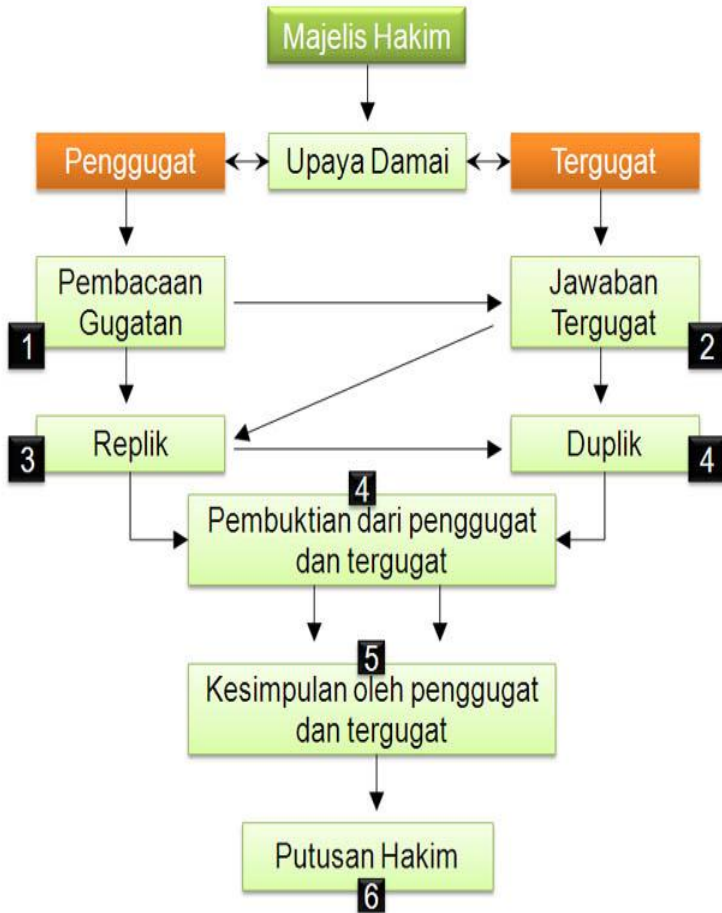 Majelis Hakim
Penggugat
Upaya Damai
Tergugat
Pembacaan
Gugatan
1
Jawaban
Tergugat
2
Replik
3
Duplik
4
4
Pembuktian dari penggugat
dan tergugat
5
Kesimpulan oleh penggugat
dan tergugat
Putusan Hakim
6